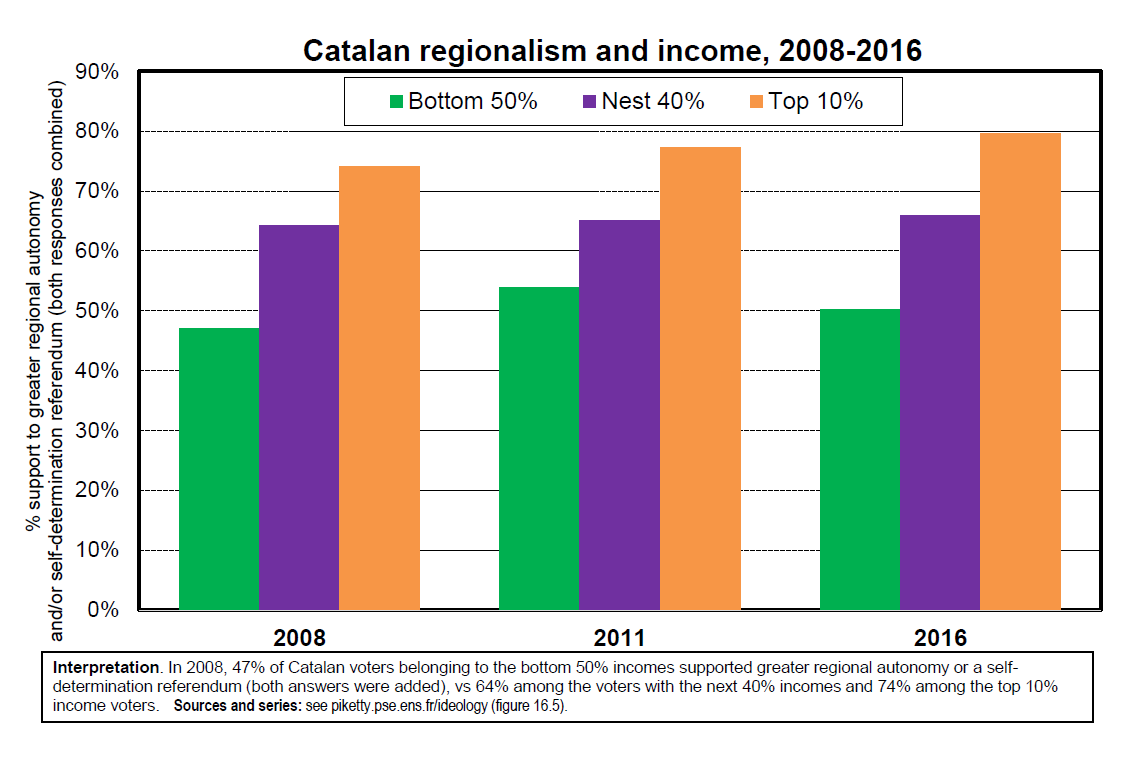 Catalan regionalism and income, 2008-2016
% support to greater regional autonomy
and/or self-determination referendum (both responses combined)
90%
80%
70%
60%
50%
40%
30%
20%
10%
0%
Bottom 50% Nest 40% Top 10%
2008 2011 2016
Interpretation. In 2008, 47% of Catalan voters belonging to the bottom 50% incomes supported greater regional autonomy or a self-
determination referendum (both answers were added), vs 64% among the voters with the next 40% incomes and 74% among the top 10%
income voters. Sources and series: see piketty.pse.ens.fr/ideology (figure 16.5).